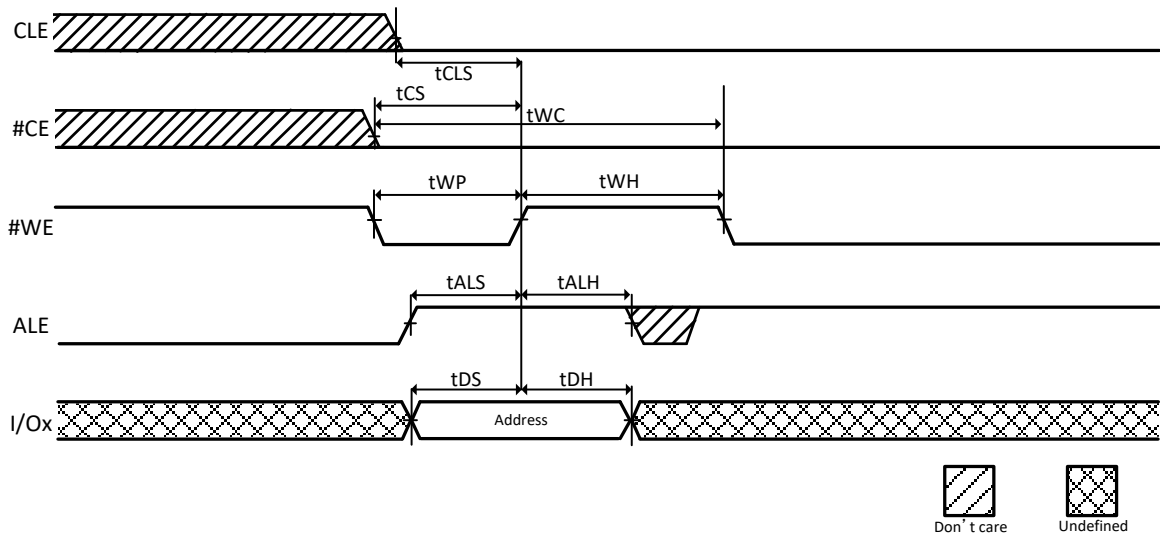 CLE
tCLS
tCS
#CE
tWC
tWP
tWH
#WE
tALS
tALH
ALE
tDS
tDH
I/Ox
Address
Don’t care
Undefined